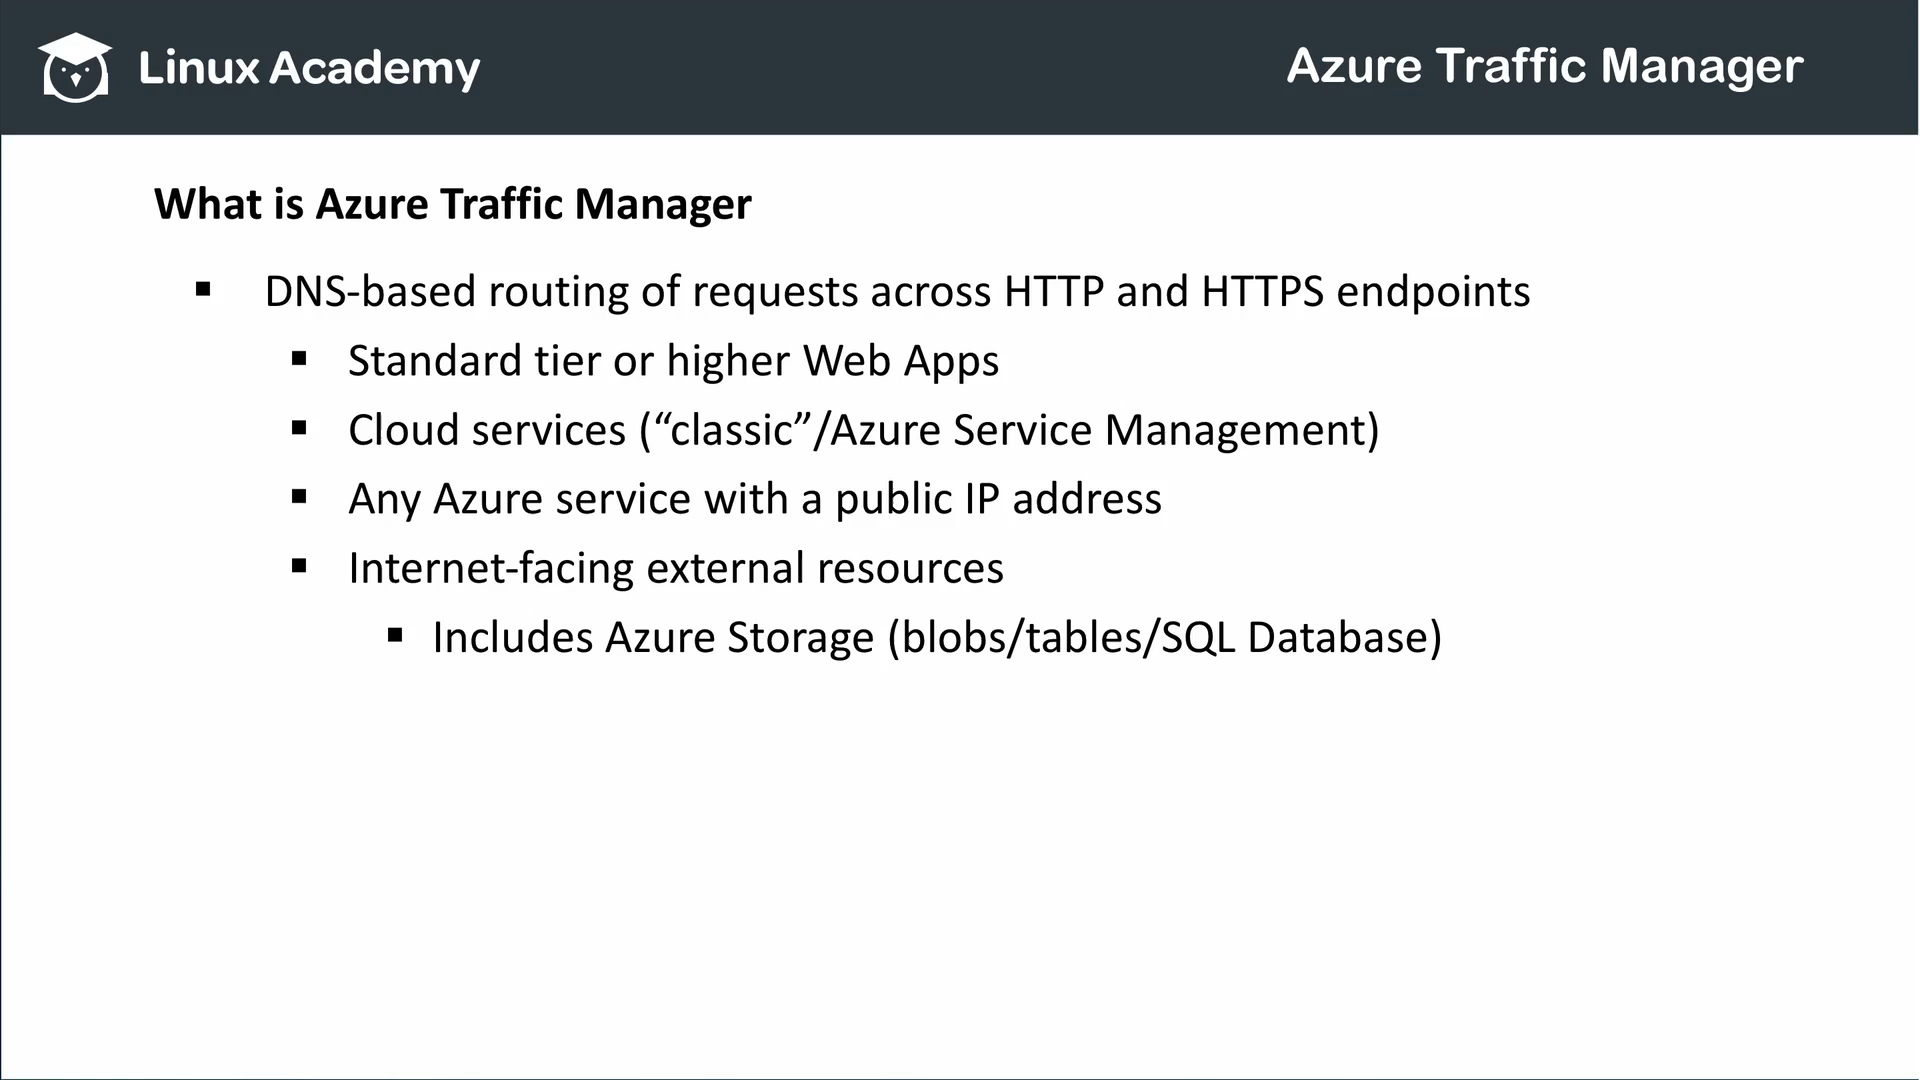 Linux Academy
Azure Traffic Manager
What is Azure Traffic Manager
▪ DNS-based routing of requests across HTTP and HTTPS endpoints
▪ Standard tier or higher Web Apps
▪ Cloud services (“classic”/Azure Service Management)
▪ Any Azure service with a public IP address
▪ Internet-facing external resources
▪ Includes Azure Storage (blobs/tables/SQL Database)